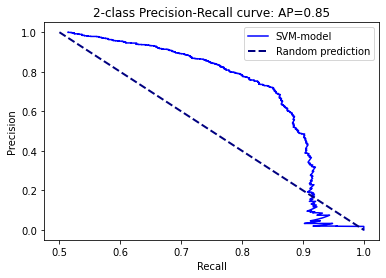 2-class Precision-Recall curve: AP=0.85
SVM-model
Random prediction
Precision
1.0
0.8
0.6
0.4
0.2
0.0
0.5
0.6
0.7
0.8
0.9
1.0
Recall